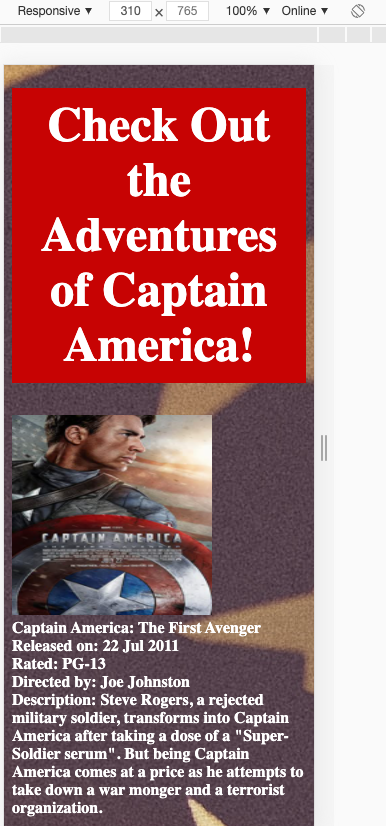 Responsive ▼ 310 × 765 100% ▼ Online ▼
Check Out
the
Adventures
of Captain
America!
CAPTAIN AMERICA
Captain America: The First Avenger
Released on: 22 Jul 2011
Rated: PG-13
Directed by: Joe Johnston
Description: Steve Rogers, a rejected
military soldier, transforms into Captain
America after taking a dose of a "Super-
Soldier serum". But being Captain
America comes at a price as he attempts to
take down a war monger and a terrorist
organization.